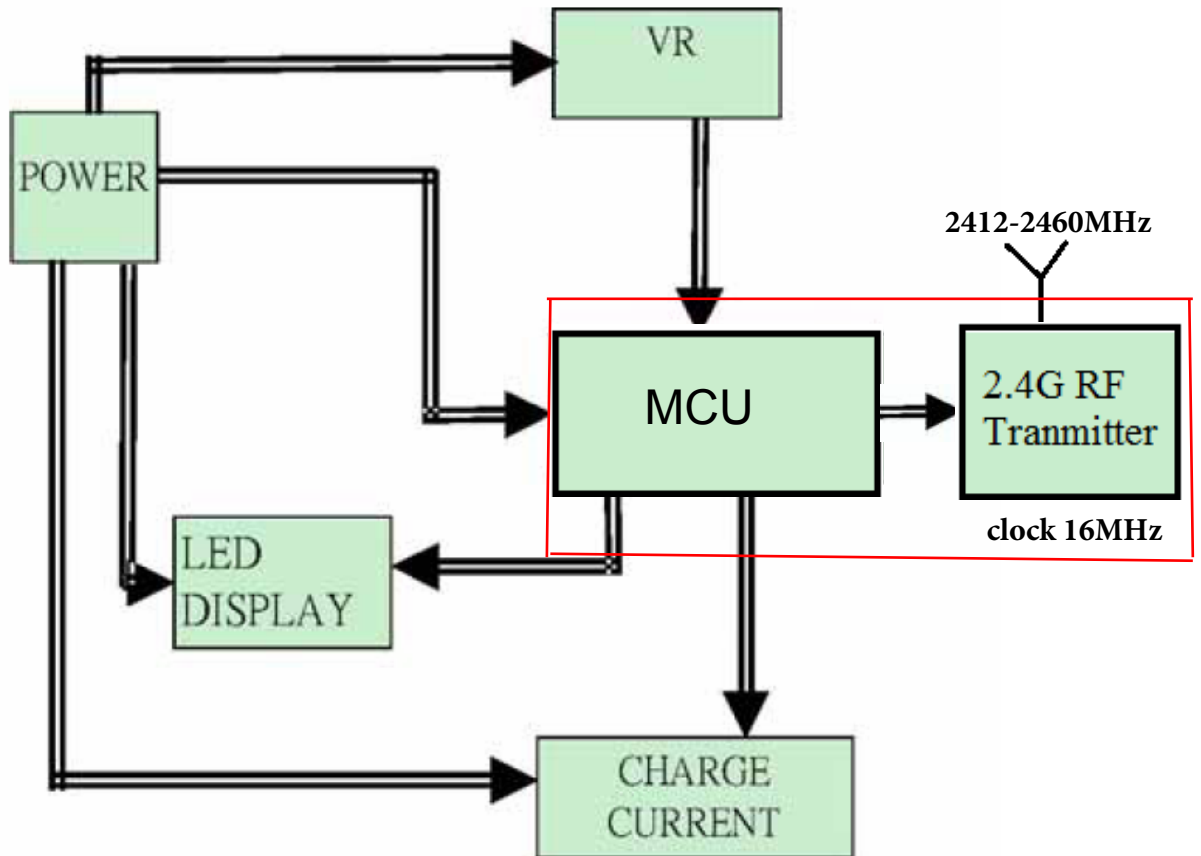 VR
POWER
2412-2460MHz
MCU
2.4G RF
Tranmitter
clock 16MHz
LED
DISPLAY
CHARGE
CURRENT